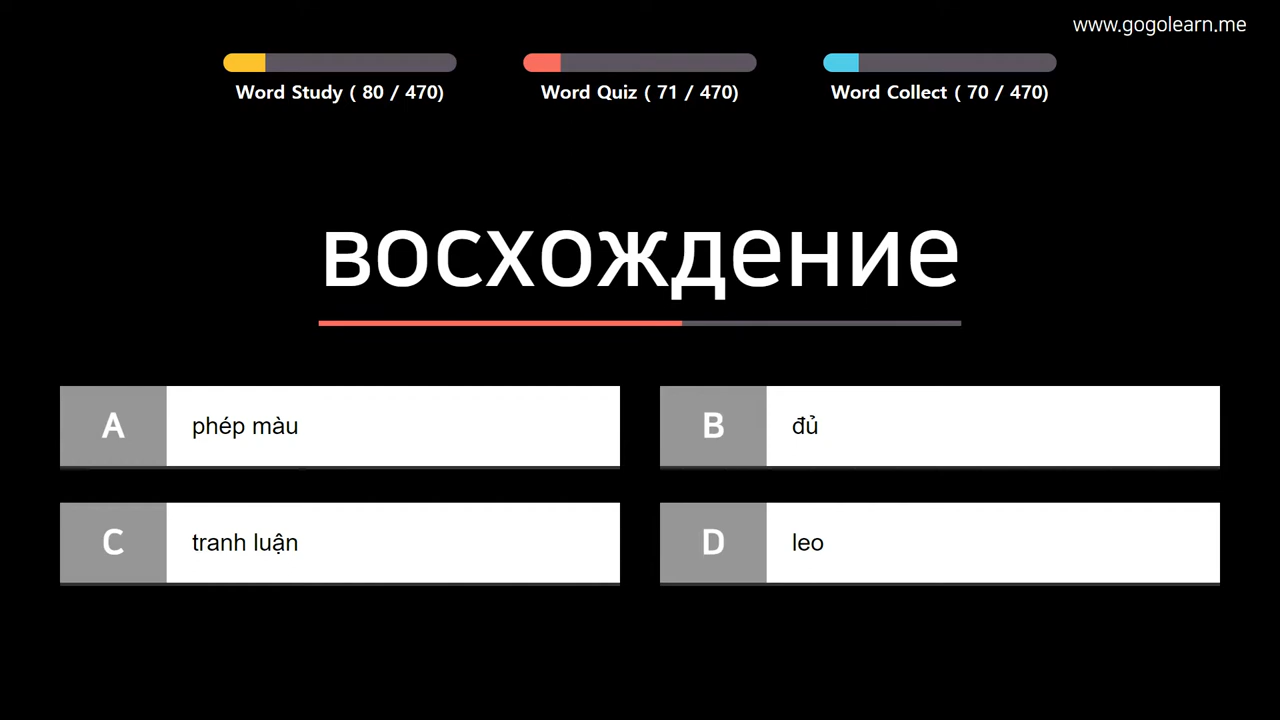 www.gogolearn.me
Word Study ( 80 / 470)
Word Quiz ( 71 / 470)
Word Collect ( 70 / 470)
восхождение
A phép màu
B đủ
C tranh luận
D leo